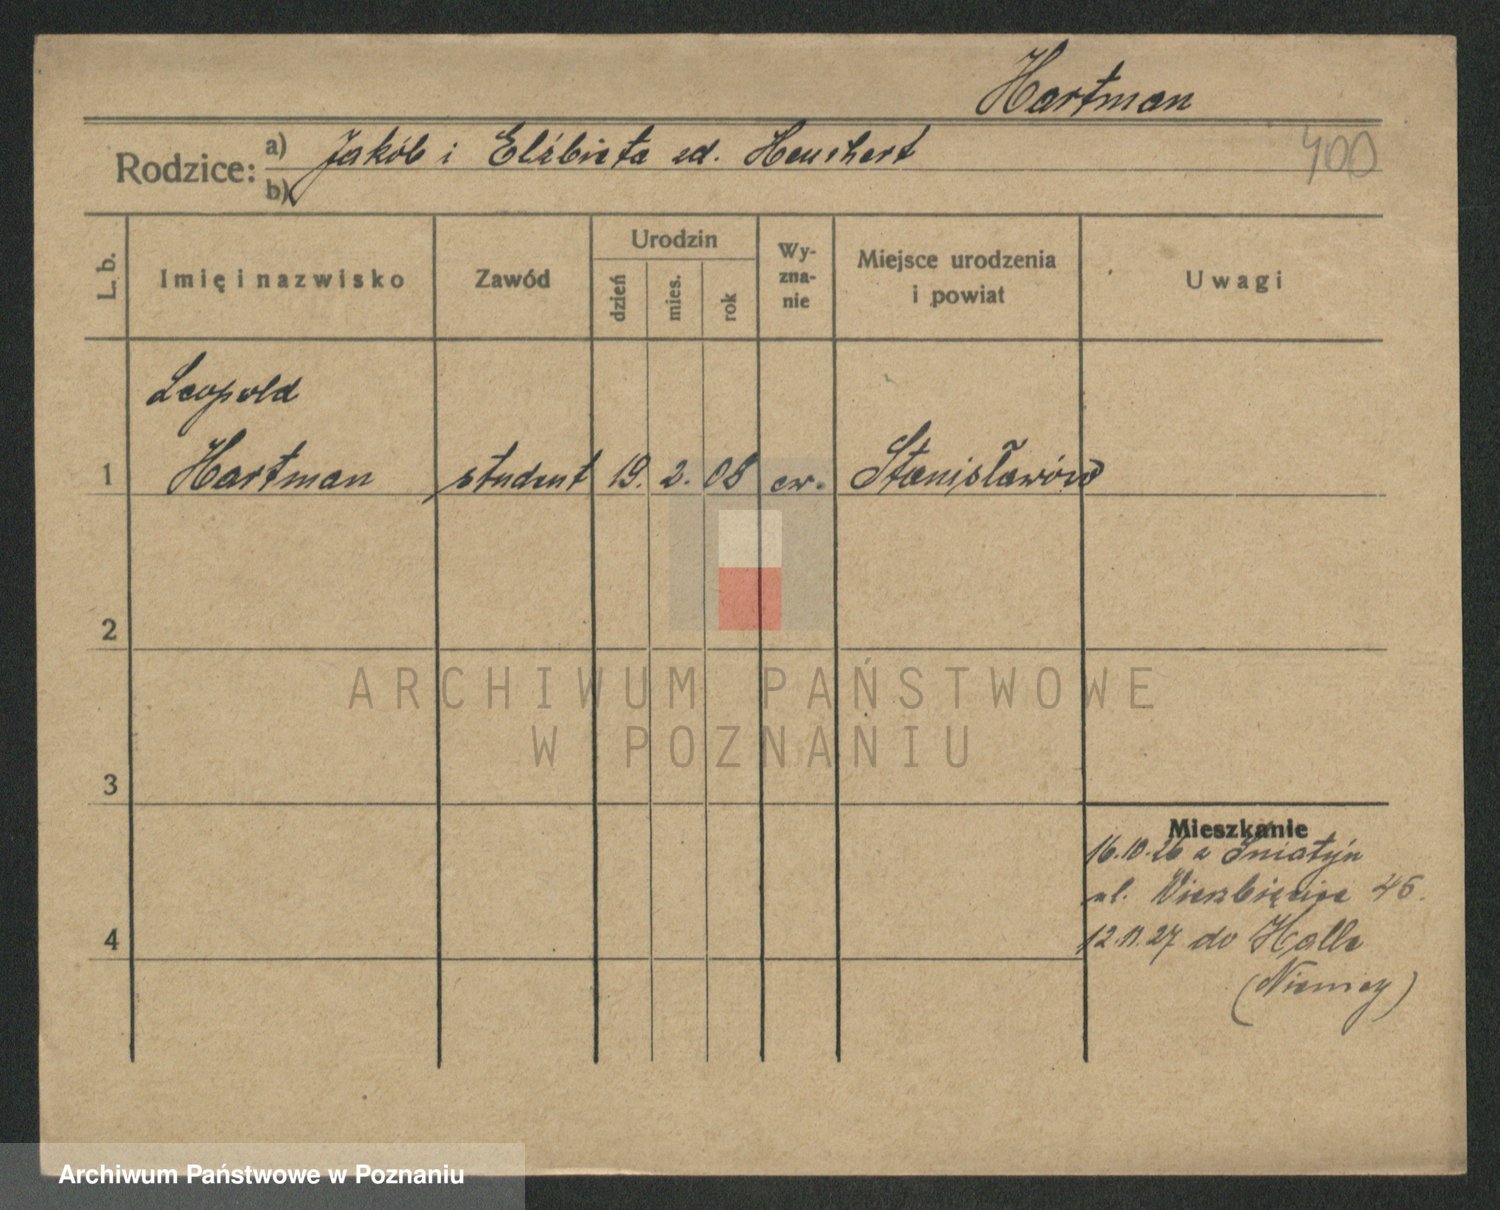 Hartman
400
Rodzice: a) Jakób i Elżbieta zd. Heuchert
b)
L. b.
Imię i nazwisko
Zawód
Urodzin
dzień
mies.
rok
Wy-
zna-
nie
Miejsce urodzenia
i powiat
Uwagi
Leopold
1 Hartman student 19. 2. 08 ew. Stanisławów
2
ARCHIWUM PAŃSTWOWE
W POZNANIU
3
Mieszkanie
16.10.26 z Śniatyn
ul. Wierzbięcice 46.
4
12.11.27 do Halle
(Niemcy)
Archiwum Państwowe w Poznaniu